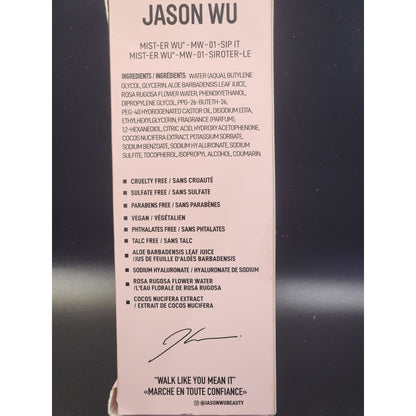 JASON WU
MIST-ER WU"-MW-01-SIP IT
MIST-ER WU"-MW-01-SIROTER-LE
INGREDIENTS / INGRÉDIENTS: WATER (AQUA), BUTYLENE
GLYCOL, GLYCERIN, ALOE BARBADENSIS LEAF JUICE,
ROSA RUGOSA FLOWER WATER, PHENOXYETHANOL,
DIPROPYLENE GLYCOL, PPG-26-BUTETH-26,
PEG-40 HYDROGENATED CASTOR OIL, DISODIUM EDTA,
ETHYLHEXYLGLYCERIN, FRAGRANCE (PARFUM),
1,2-HEXANEDIOL, CITRIC ACID, HYDROXYACETOPHENONE,
COCOS NUCIFERA EXTRACT, POTASSIUM SORBATE,
SODIUM BENZOATE, SODIUM HYALURONATE, SODIUM
SULFITE, TOCOPHEROL, ISOPROPYL ALCOHOL, COUMARIN.
CRUELTY FREE / SANS CRUAUTÉ
SULFATE FREE / SANS SULFATE
PARABENS FREE / SANS PARABÈNES
VEGAN / VÉGÉTALIEN
PHTHALATES FREE / SANS PHTALATES
TALC FREE / SANS TALC
ALOE BARBADENSIS LEAF JUICE
/JUS DE FEUILLE D'ALOÈS BARBADENSIS
SODIUM HYALURONATE / HYALURONATE DE SODIUM
ROSA RUGOSA FLOWER WATER
/L'EAU FLORALE DE ROSA RUGOSA
COCOS NUCIFERA EXTRACT
/ EXTRAIT DE COCOS NUCIFERA
"WALK LIKE YOU MEAN IT"
«MARCHE EN TOUTE CONFIANCE»
@JASONWUBEAUTY